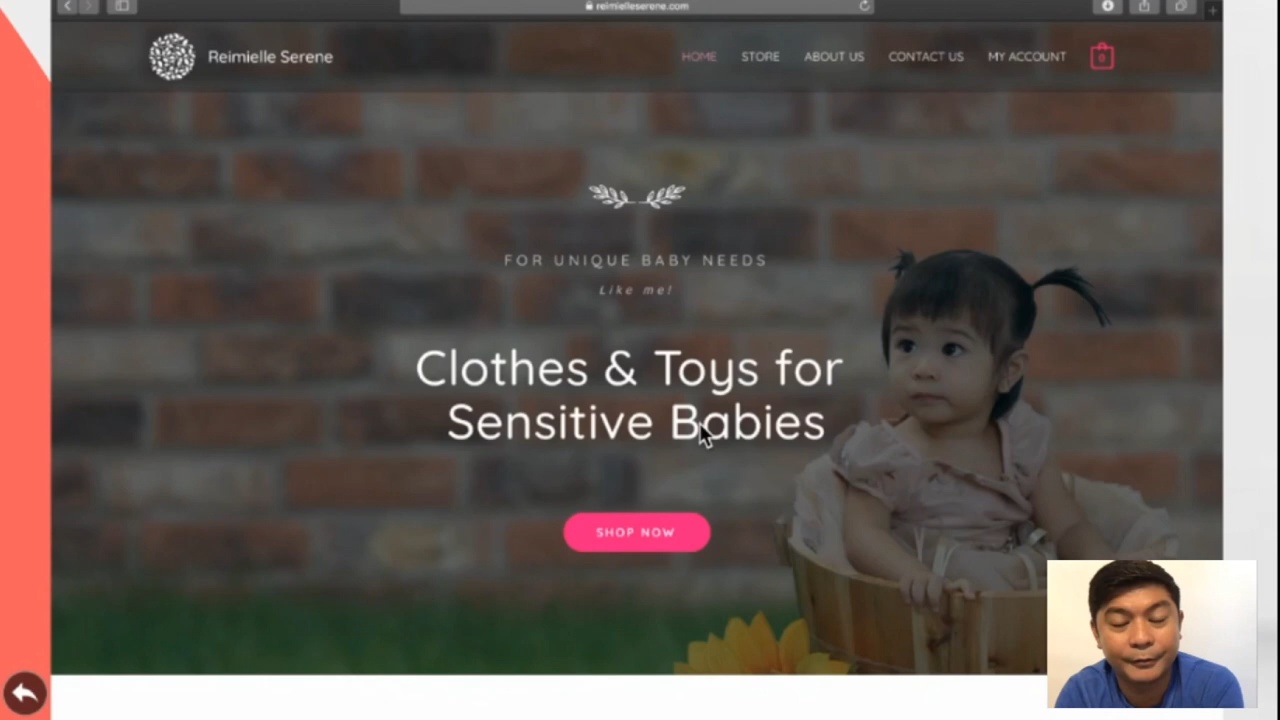 reimielleserene.com
Reimielle Serene
HOME STORE ABOUT US CONTACT US MY ACCOUNT 0
FOR UNIQUE BABY NEEDS
Like me!
Clothes & Toys for
Sensitive Babies
SHOP NOW